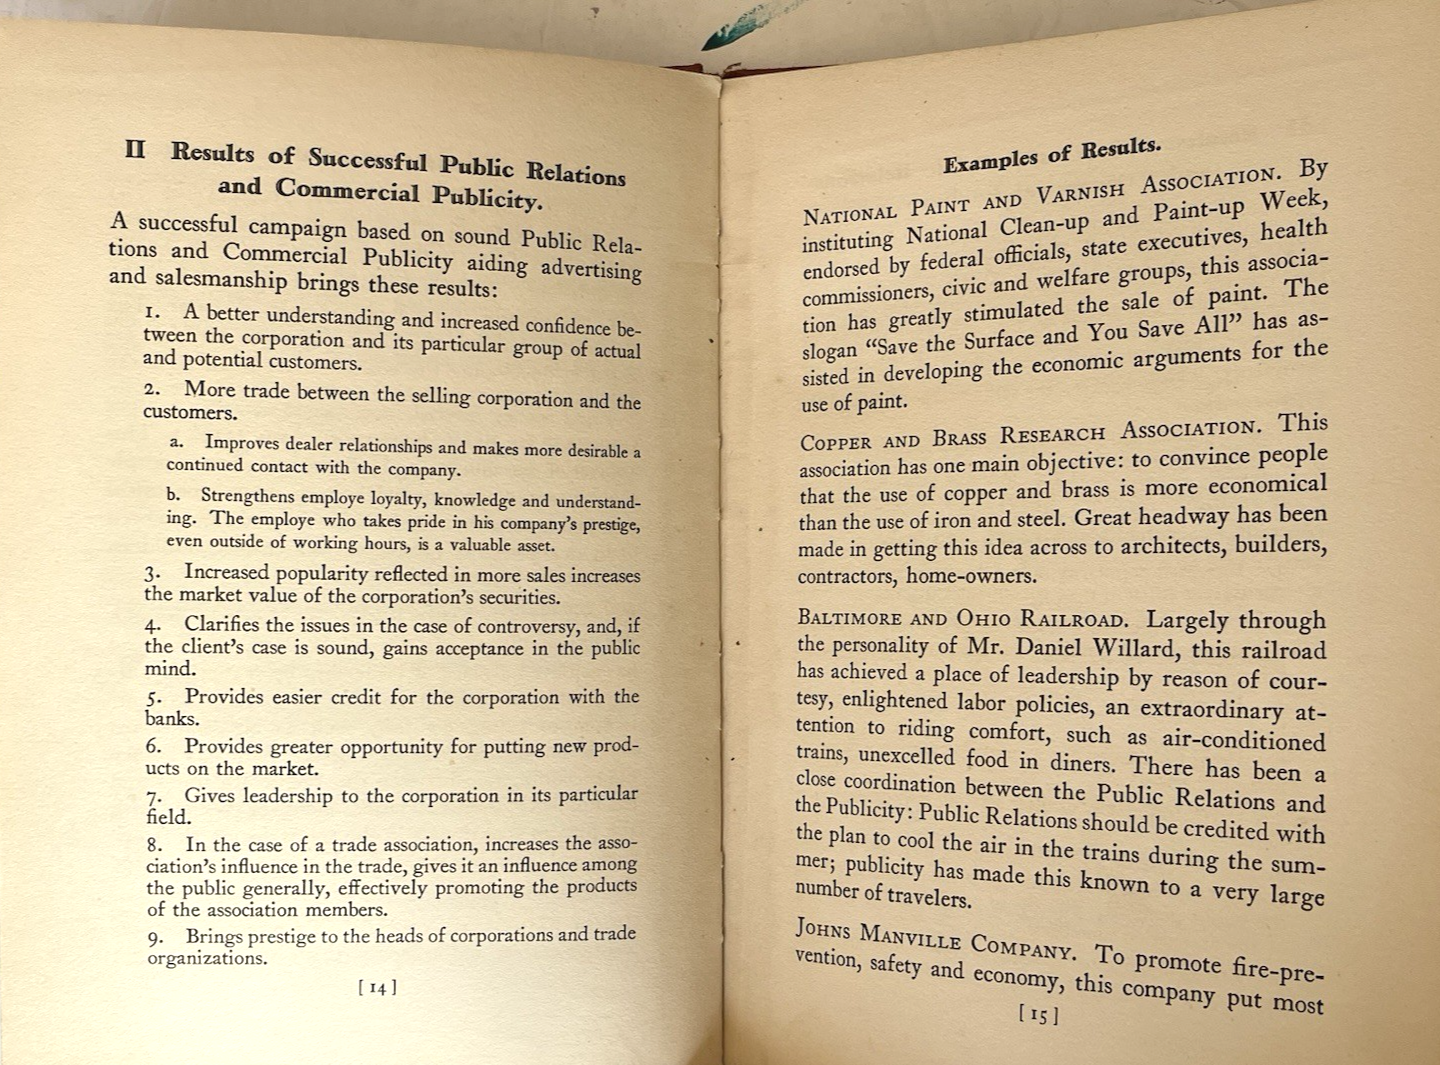 II Results of Successful Public Relations
and Commercial Publicity.
A successful campaign based on sound Public Rela-
tions and Commercial Publicity aiding advertising
and salesmanship brings these results:
1. A better understanding and increased confidence be-
tween the corporation and its particular group of actual
and potential customers.
2. More trade between the selling corporation and the
customers.
a. Improves dealer relationships and makes more desirable a
continued contact with the company.
b. Strengthens employe loyalty, knowledge and understand-
ing. The employe who takes pride in his company's prestige,
even outside of working hours, is a valuable asset.
3. Increased popularity reflected in more sales increases
the market value of the corporation's securities.
4. Clarifies the issues in the case of controversy, and, if
the client's case is sound, gains acceptance in the public
mind.
5. Provides easier credit for the corporation with the
banks.
6. Provides greater opportunity for putting new prod-
ucts on the market.
7. Gives leadership to the corporation in its particular
field.
8. In the case of a trade association, increases the asso-
ciation's influence in the trade, gives it an influence among
the public generally, effectively promoting the products
of the association members.
9. Brings prestige to the heads of corporations and trade
organizations.
[ 14 ]
Examples of Results.
NATIONAL PAINT AND VARNISH ASSOCIATION. By
instituting National Clean-up and Paint-up Week,
endorsed by federal officials, state executives, health
commissioners, civic and welfare groups, this associa-
tion has greatly stimulated the sale of paint. The
slogan “Save the Surface and You Save All” has as-
sisted in developing the economic arguments for the
use of paint.
COPPER AND BRASS RESEARCH ASSOCIATION. This
association has one main objective: to convince people
that the use of copper and brass is more economical
than the use of iron and steel. Great headway has been
made in getting this idea across to architects, builders,
contractors, home-owners.
BALTIMORE AND OHIO RAILROAD. Largely through
the personality of Mr. Daniel Willard, this railroad
has achieved a place of leadership by reason of cour-
tesy, enlightened labor policies, an extraordinary at-
tention to riding comfort, such as air-conditioned
trains, unexcelled food in diners. There has been a
close coordination between the Public Relations and
the Publicity: Public Relations should be credited with
the plan to cool the air in the trains during the sum-
mer; publicity has made this known to a very large
number of travelers.
JOHNS MANVILLE COMPANY. To promote fire-pre-
vention, safety and economy, this company put most
[ 15 ]